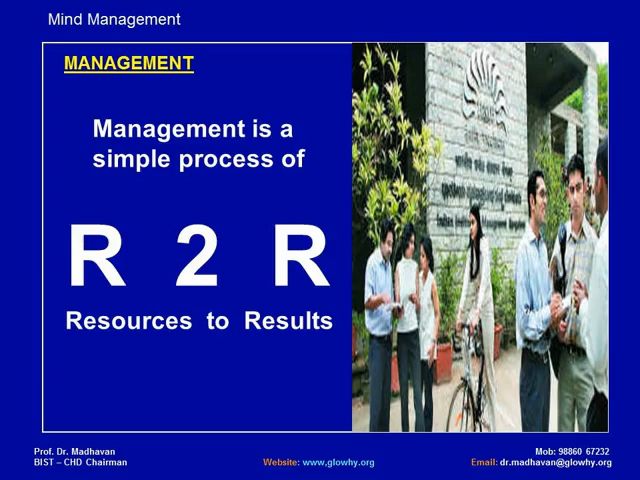 Mind Management
MANAGEMENT
Management is a
simple process of
R 2 R
Resources to Results
Prof. Dr. Madhavan
BIST – CHD Chairman
Website: www.glowhy.org
Mob: 98860 67232
Email: dr.madhavan@glowhy.org